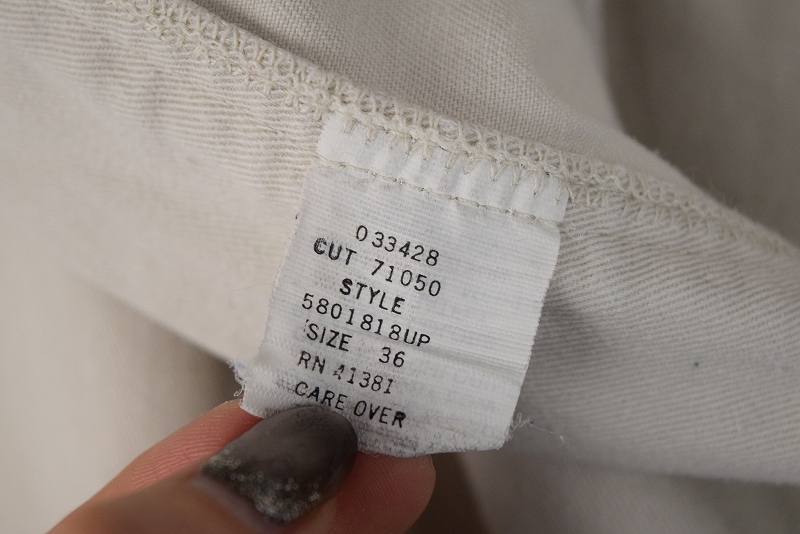 033428
CUT 71050
STYLE
5801818UP
SIZE 36
RN 41381
CARE OVER